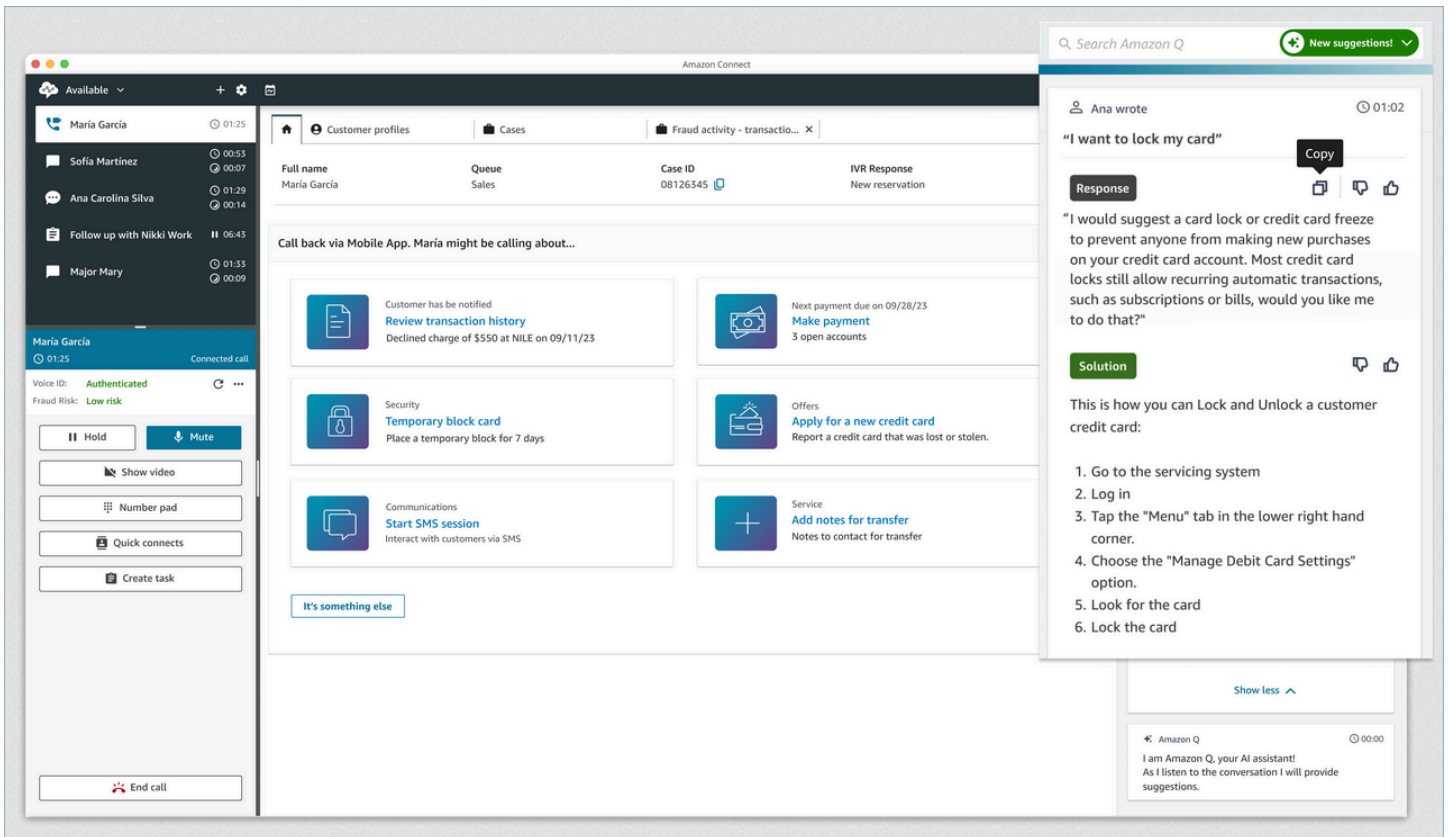 Amazon Connect
Available
María García
01:25
Sofía Martínez
00:53
00:07
Ana Carolina Silva
01:29
00:14
Follow up with Nikki Work
06:43
Major Mary
01:33
00:09
María García
01:25
Connected call
Voice ID: Authenticated
Fraud Risk: Low risk
Hold
Mute
Show video
Number pad
Quick connects
Create task
End call
Customer profiles
Cases
Fraud activity - transactio...
Full name
María García
Queue
Sales
Case ID
08126345
IVR Response
New reservation
Call back via Mobile App. María might be calling about...
Customer has be notified
Review transaction history
Declined charge of $550 at NILE on 09/11/23
Next payment due on 09/28/23
Make payment
3 open accounts
Security
Temporary block card
Place a temporary block for 7 days
Offers
Apply for a new credit card
Report a credit card that was lost or stolen.
Communications
Start SMS session
Interact with customers via SMS
Service
Add notes for transfer
Notes to contact for transfer
It's something else
Search Amazon Q
New suggestions!
Ana wrote
01:02
“I want to lock my card”
Copy
Response
“I would suggest a card lock or credit card freeze
to prevent anyone from making new purchases
on your credit card account. Most credit card
locks still allow recurring automatic transactions,
such as subscriptions or bills, would you like me
to do that?"
Solution
This is how you can Lock and Unlock a customer
credit card:
1. Go to the servicing system
2. Log in
3. Tap the "Menu" tab in the lower right hand
corner.
4. Choose the "Manage Debit Card Settings"
option.
5. Look for the card
6. Lock the card
Show less
Amazon Q
00:00
I am Amazon Q, your AI assistant!
As I listen to the conversation I will provide
suggestions.